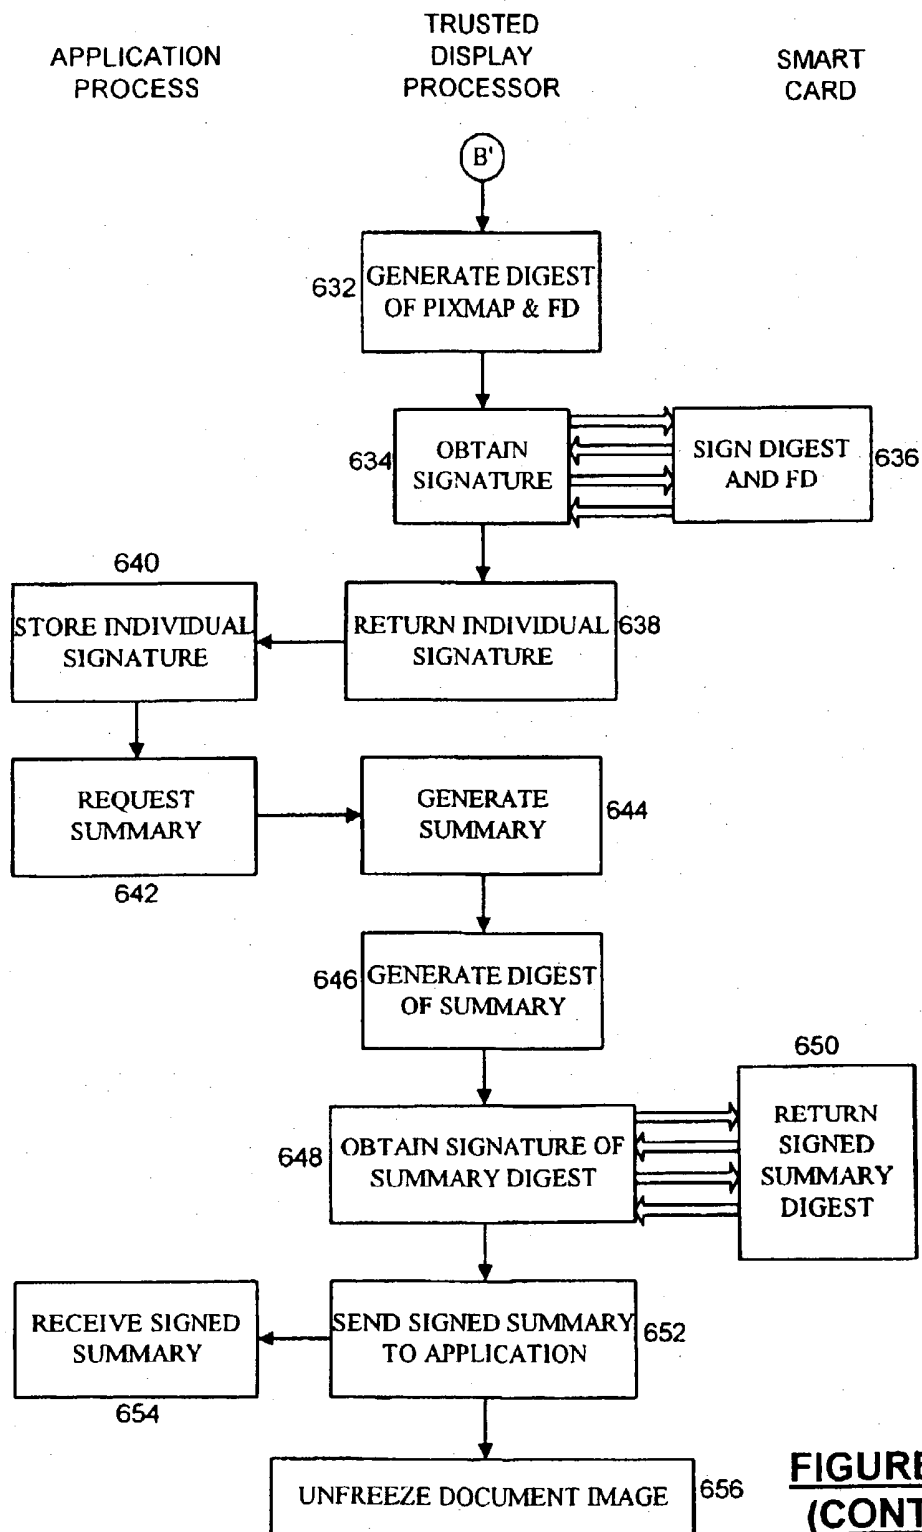 APPLICATION
PROCESS
TRUSTED
DISPLAY
PROCESSOR
SMART
CARD
B'
632
GENERATE DIGEST
OF PIXMAP & FD
634
OBTAIN
SIGNATURE
SIGN DIGEST
AND FD
636
640
STORE INDIVIDUAL
SIGNATURE
RETURN INDIVIDUAL
SIGNATURE
638
REQUEST
SUMMARY
642
GENERATE
SUMMARY
644
646
GENERATE DIGEST
OF SUMMARY
648
OBTAIN SIGNATURE OF
SUMMARY DIGEST
650
RETURN
SIGNED
SUMMARY
DIGEST
RECEIVE SIGNED
SUMMARY
654
SEND SIGNED SUMMARY
TO APPLICATION
652
UNFREEZE DOCUMENT IMAGE
656
FIGURE
(CONT